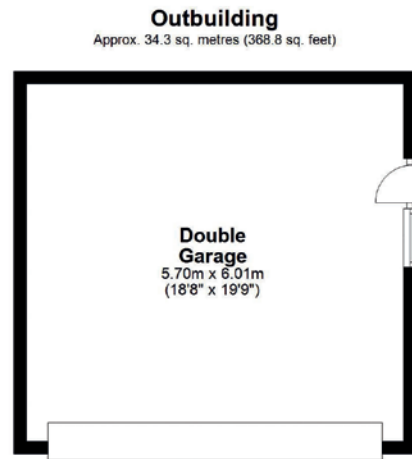 Outbuilding
Approx. 34.3 sq. metres (368.8 sq. feet)
Double
Garage
5.70m x 6.01m
(18'8" x 19'9")